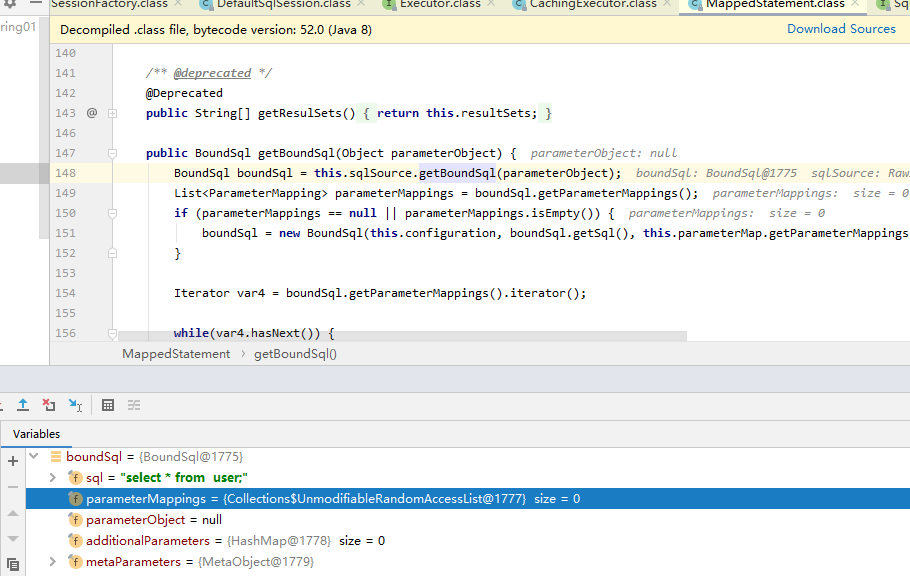 SessionFactory.class DefaultSqlSession.class Executor.class CachingExecutor.class MappedStatement.class Sq
ring01
Decompiled .class file, bytecode version: 52.0 (Java 8) Download Sources
140
141 /** @deprecated */
142 @Deprecated
143 @ public String[] getResulSets() { return this.resultSets; }
146
147 public BoundSql getBoundSql(Object parameterObject) { parameterObject: null
148 BoundSql boundSql = this.sqlSource.getBoundSql(parameterObject); boundSql: BoundSql@1775 sqlSource: Raw
149 List<ParameterMapping> parameterMappings = boundSql.getParameterMappings(); parameterMappings: size = 0
150 if (parameterMappings == null || parameterMappings.isEmpty()) { parameterMappings: size = 0
151 boundSql = new BoundSql(this.configuration, boundSql.getSql(), this.parameterMap.getParameterMappings
152 }
153
154 Iterator var4 = boundSql.getParameterMappings().iterator();
155
156 while(var4.hasNext()) {
MappedStatement › getBoundSql()
Variables
boundSql = {BoundSql@1775}
sql = "select * from user;"
parameterMappings = {Collections$UnmodifiableRandomAccessList@1777} size = 0
parameterObject = null
additionalParameters = {HashMap@1778} size = 0
metaParameters = {MetaObject@1779}